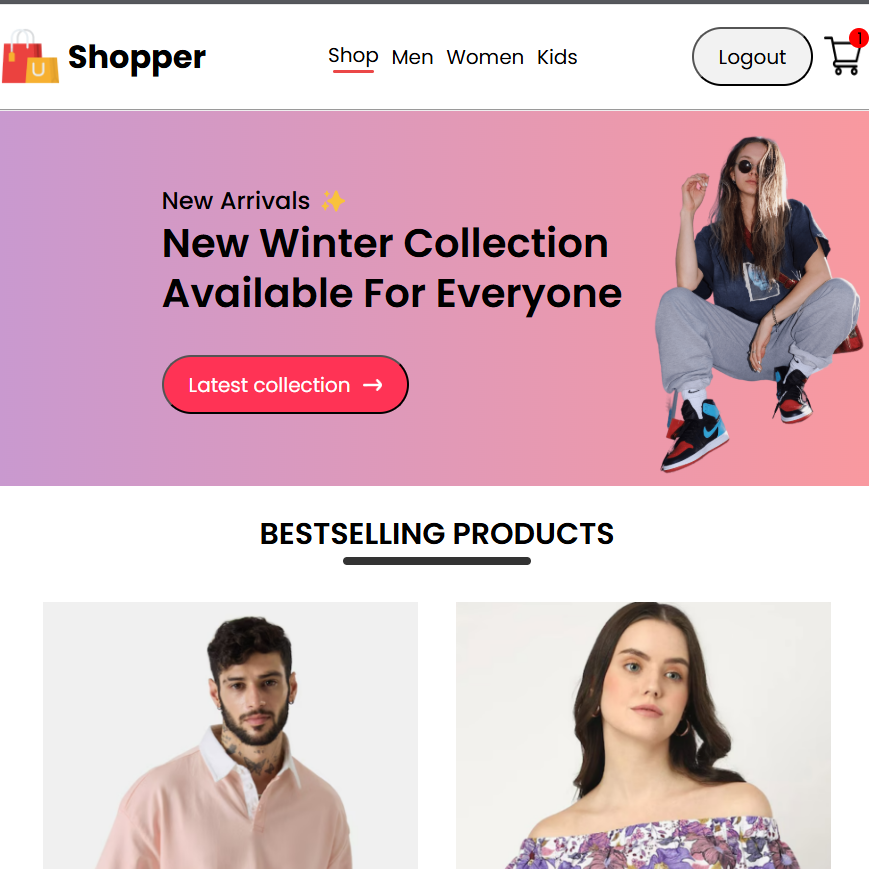 Shopper
Shop Men Women Kids
Logout
1
New Arrivals ✨
New Winter Collection
Available For Everyone
Latest collection →
BESTSELLING PRODUCTS